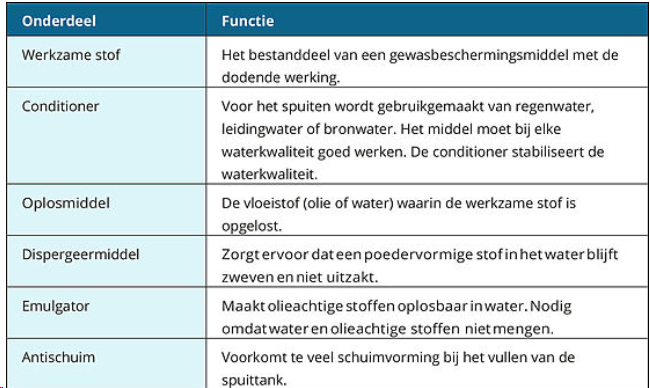 Onderdeel Functie
Werkzame stof Het bestanddeel van een gewasbeschermingsmiddel met de
dodende werking.
Conditioner Voor het spuiten wordt gebruikgemaakt van regenwater,
leidingwater of bronwater. Het middel moet bij elke
waterkwaliteit goed werken. De conditioner stabiliseert de
waterkwaliteit.
Oplosmiddel De vloeistof (olie of water) waarin de werkzame stof is
opgelost.
Dispergeermiddel Zorgt ervoor dat een poedervormige stof in het water blijft
zweven en niet uitzakt.
Emulgator Maakt olieachtige stoffen oplosbaar in water. Nodig
omdat water en olieachtige stoffen niet mengen.
Antischuim Voorkomt te veel schuimvorming bij het vullen van de
spuittank.